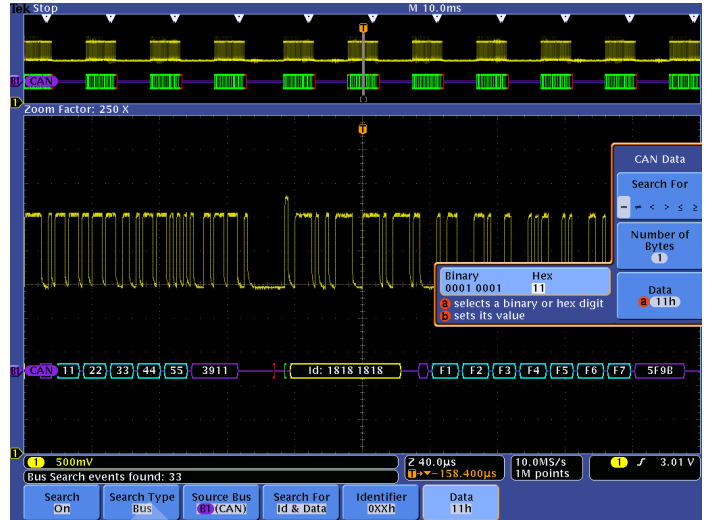 Tek Stop M 10.0ms
T
B1 CAN
1
Zoom Factor: 250 X
T
CAN Data
Search For
= ≠ < > ≤ ≥
Number of
Bytes
1
Binary Hex
0001 0001 11
a selects a binary or hex digit
b sets its value
Data
a 11h
B1 CAN 11 22 33 44 55 3911 Id: 1818 1818 F1 F2 F3 F4 F5 F6 F7 5F9B
1
1 500mV
Z 40.0µs
T→▼-158.400µs
10.0MS/s
1M points
1 ʃ 3.01 V
Bus Search events found: 33
Search
On
Search Type
Bus
Source Bus
B1 (CAN)
Search For
Id & Data
Identifier
0XXh
Data
11h